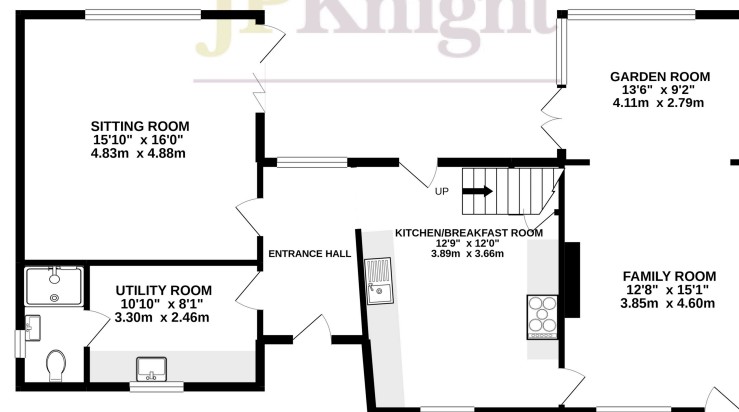 JP Knight
GARDEN ROOM
13'6" x 9'2"
4.11m x 2.79m
SITTING ROOM
15'10" x 16'0"
4.83m x 4.88m
UP
KITCHEN/BREAKFAST ROOM
12'9" x 12'0"
3.89m x 3.66m
ENTRANCE HALL
UTILITY ROOM
10'10" x 8'1"
3.30m x 2.46m
FAMILY ROOM
12'8" x 15'1"
3.85m x 4.60m